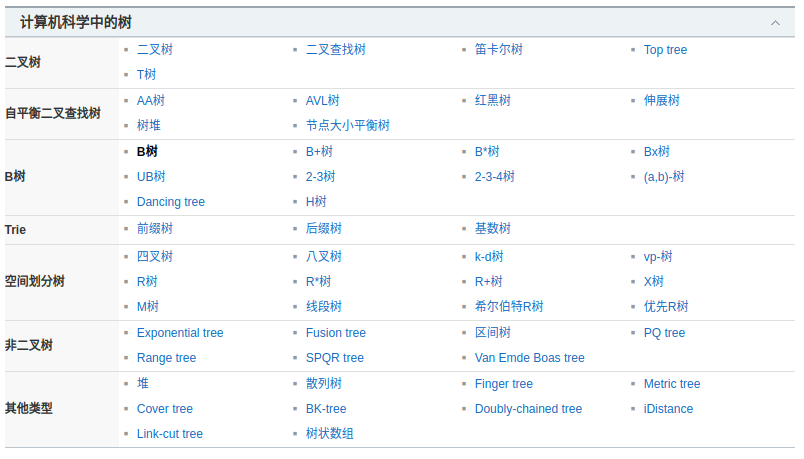 计算机科学中的树
二叉树
二叉树 二叉查找树 笛卡尔树 Top tree
T树
自平衡二叉查找树
AA树 AVL树 红黑树 伸展树
树堆 节点大小平衡树
B树
B树 B+树 B*树 Bx树
UB树 2-3树 2-3-4树 (a,b)-树
Dancing tree H树
Trie
前缀树 后缀树 基数树
空间划分树
四叉树 八叉树 k-d树 vp-树
R树 R*树 R+树 X树
M树 线段树 希尔伯特R树 优先R树
非二叉树
Exponential tree Fusion tree 区间树 PQ tree
Range tree SPQR tree Van Emde Boas tree
其他类型
堆 散列树 Finger tree Metric tree
Cover tree BK-tree Doubly-chained tree iDistance
Link-cut tree 树状数组